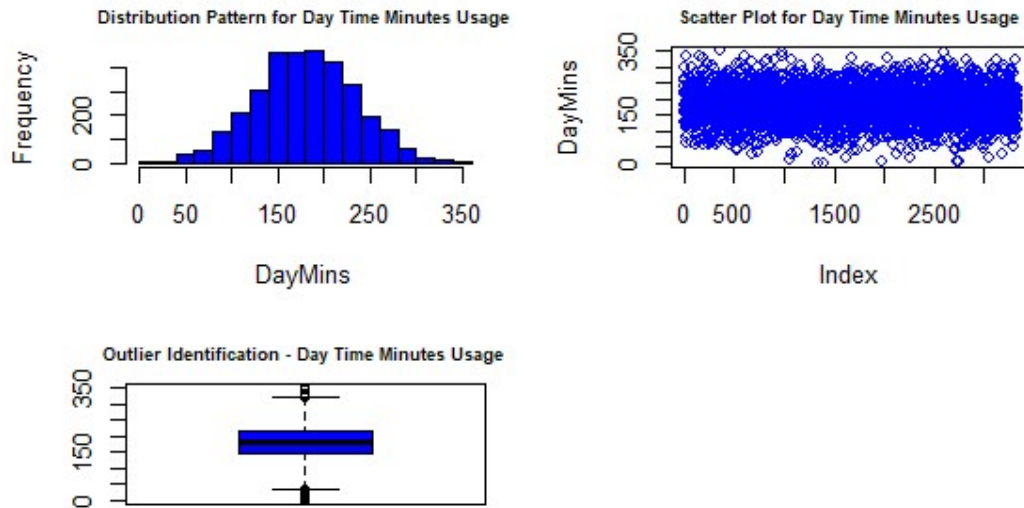 Distribution Pattern for Day Time Minutes Usage
Frequency
200
0
0 50 150 250 350
DayMins
Scatter Plot for Day Time Minutes Usage
DayMins
350
150
0
0 500 1500 2500
Index
Outlier Identification - Day Time Minutes Usage
350
150
0